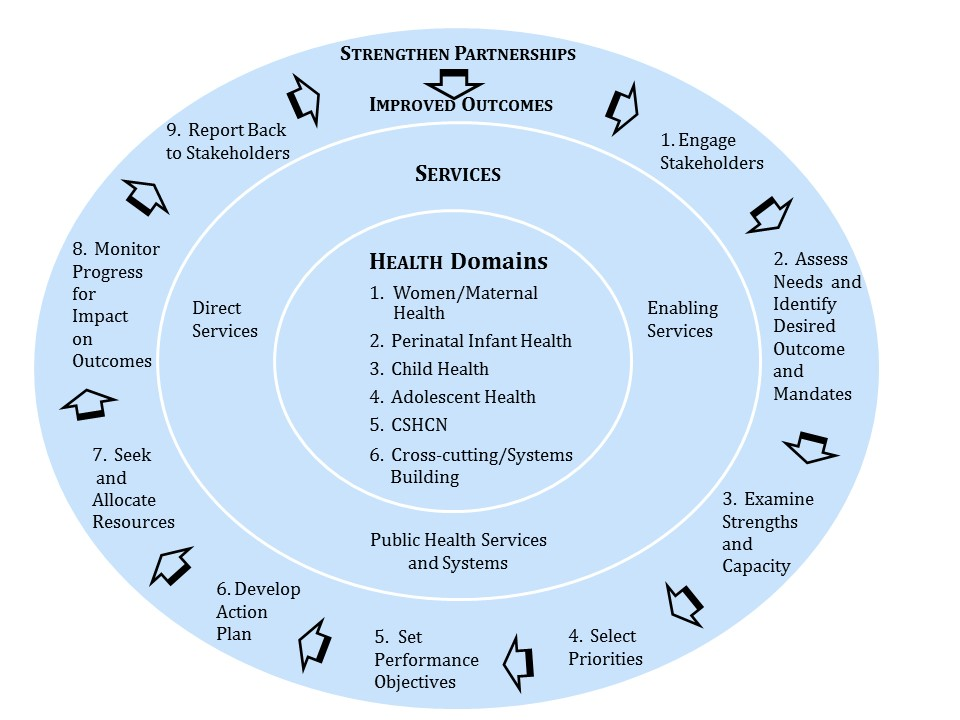 STRENGTHEN PARTNERSHIPS
IMPROVED OUTCOMES
1. Engage
Stakeholders
2. Assess
Needs and
Identify
Desired
Outcome
and
Mandates
3. Examine
Strengths
and
Capacity
4. Select
Priorities
5. Set
Performance
Objectives
6. Develop
Action
Plan
7. Seek
and
Allocate
Resources
8. Monitor
Progress
for
Impact
on
Outcomes
9. Report Back
to Stakeholders
SERVICES
Direct
Services
Enabling
Services
Public Health Services
and Systems
HEALTH Domains
1. Women/Maternal
Health
2. Perinatal Infant Health
3. Child Health
4. Adolescent Health
5. CSHCN
6. Cross-cutting/Systems
Building